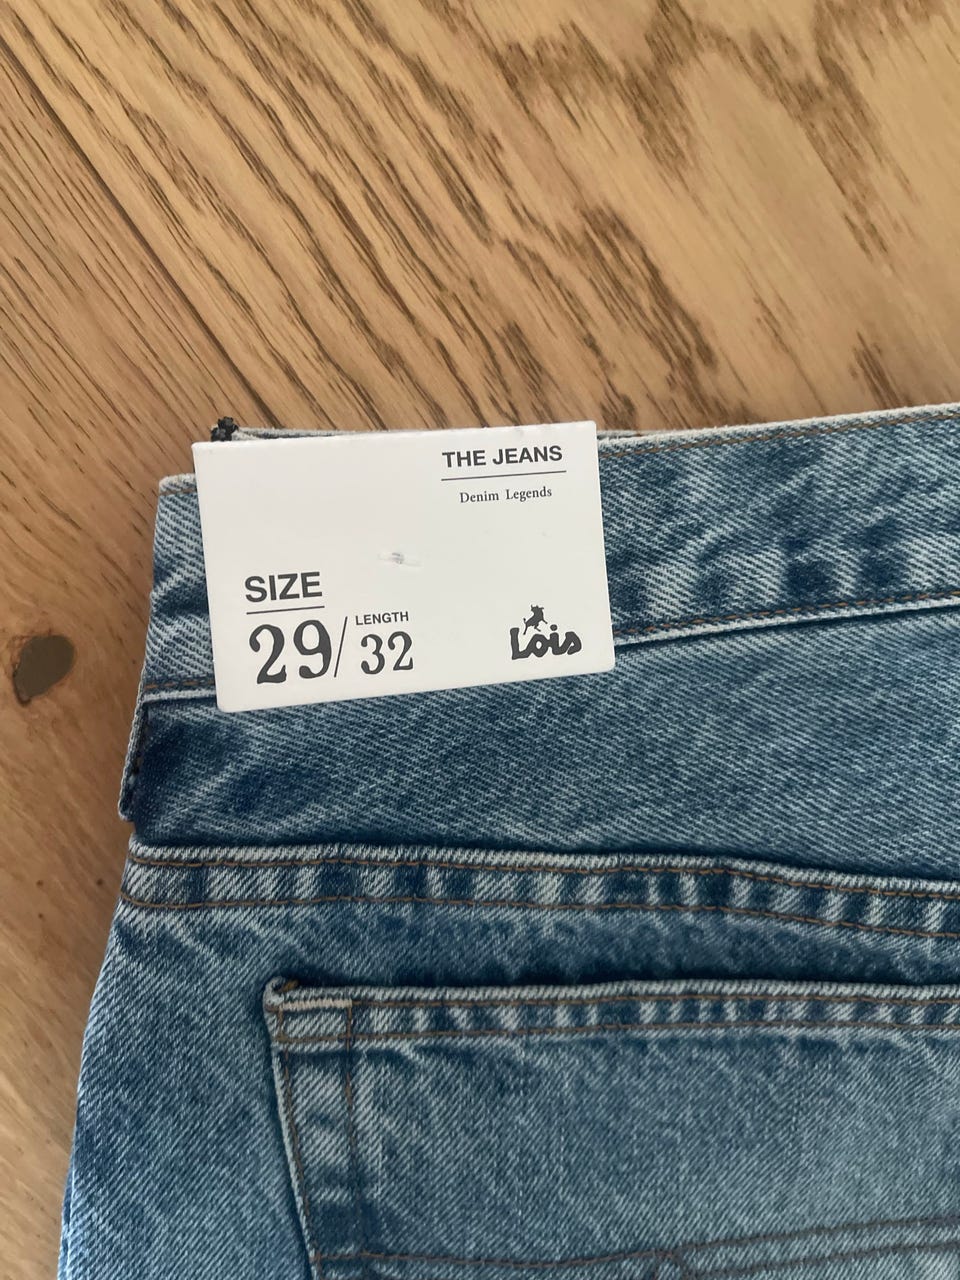 THE JEANS
Denim Legends
SIZE
LENGTH
29/32
Lois